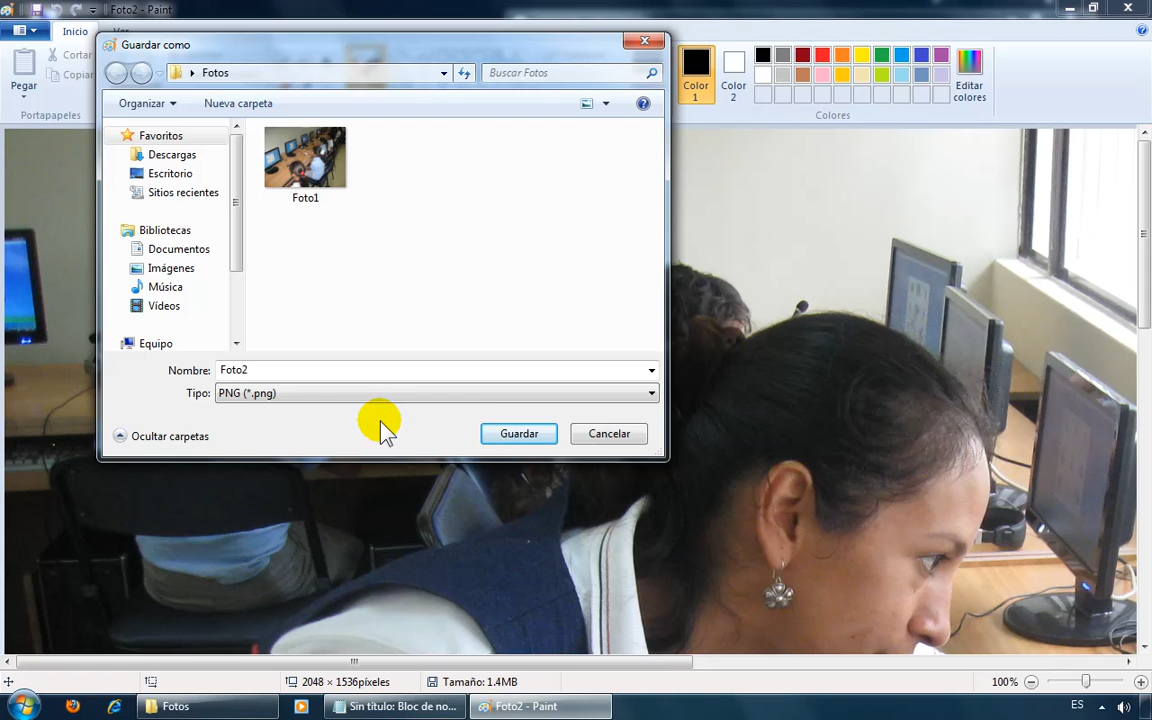 Foto2 - Paint
Inicio
Ver
Cortar
Copiar
Pegar
Portapapeles
Color 1
Color 2
Editar colores
Colores
Guardar como
Fotos
Buscar Fotos
Organizar
Nueva carpeta
Favoritos
Descargas
Escritorio
Sitios recientes
Bibliotecas
Documentos
Imágenes
Música
Vídeos
Equipo
Foto1
Nombre: Foto2
Tipo: PNG (*.png)
Ocultar carpetas
Guardar
Cancelar
2048 × 1536píxeles
Tamaño: 1.4MB
100%
Fotos
Sin título: Bloc de no...
Foto2 - Paint
ES